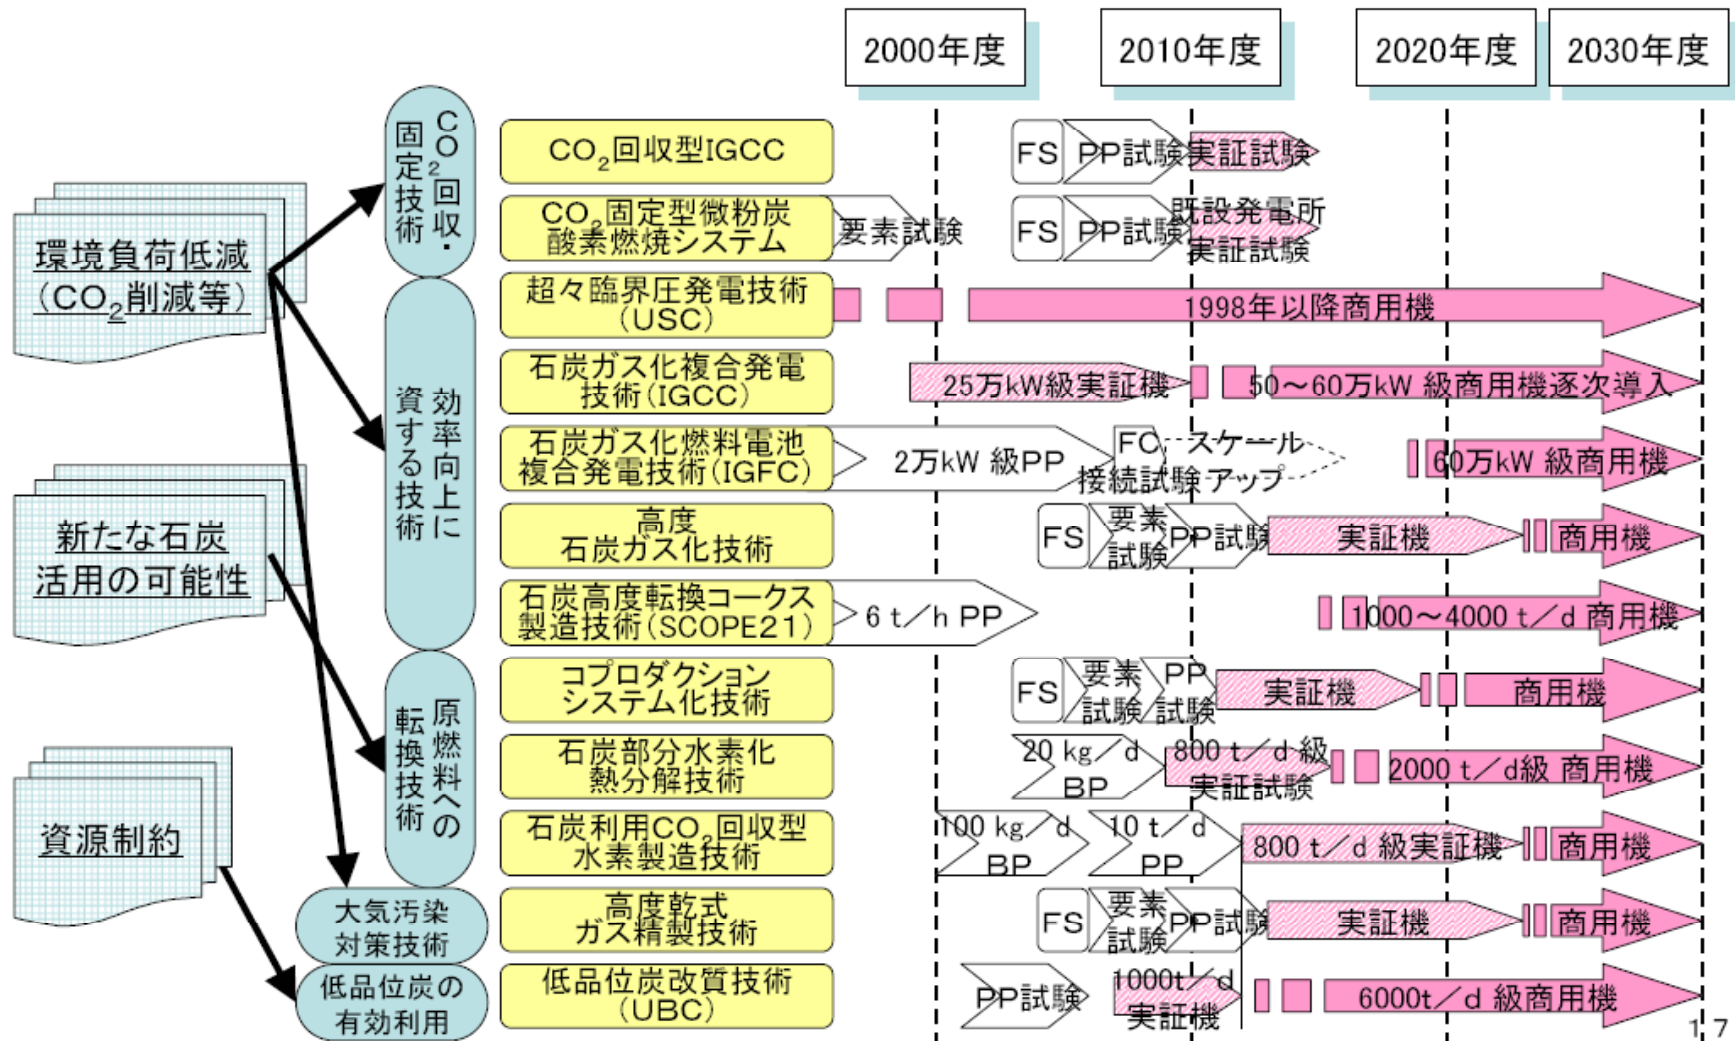 2000年度
2010年度
2020年度
2030年度
環境負荷低減
(CO₂削減等)
新たな石炭
活用の可能性
資源制約
CO₂回収・
固定技術
効率向上に
資する技術
原燃料への
転換技術
大気汚染
対策技術
低品位炭の
有効利用
CO₂回収型IGCC
FS
PP試験
実証試験
CO₂固定型微粉炭
酸素燃焼システム
要素試験
FS
PP試験
既設発電所
実証試験
超々臨界圧発電技術
(USC)
1998年以降商用機
石炭ガス化複合発電
技術(IGCC)
25万kW級実証機
50～60万kW 級商用機逐次導入
石炭ガス化燃料電池
複合発電技術(IGFC)
2万kW 級PP
FC
接続試験
スケール
アップ
60万kW 級商用機
高度
石炭ガス化技術
FS
要素
試験
PP試験
実証機
商用機
石炭高度転換コークス
製造技術(SCOPE21)
6 t/h PP
1000～4000 t/d 商用機
コプロダクション
システム化技術
FS
要素
試験
PP
試験
実証機
商用機
石炭部分水素化
熱分解技術
20 kg/d
BP
800 t/d 級
実証試験
2000 t/d級 商用機
石炭利用CO₂回収型
水素製造技術
100 kg/d
BP
10 t/d
PP
800 t/d 級実証機
商用機
高度乾式
ガス精製技術
FS
要素
試験
PP試験
実証機
商用機
低品位炭改質技術
(UBC)
PP試験
1000t/d
実証機
6000t/d 級商用機
17